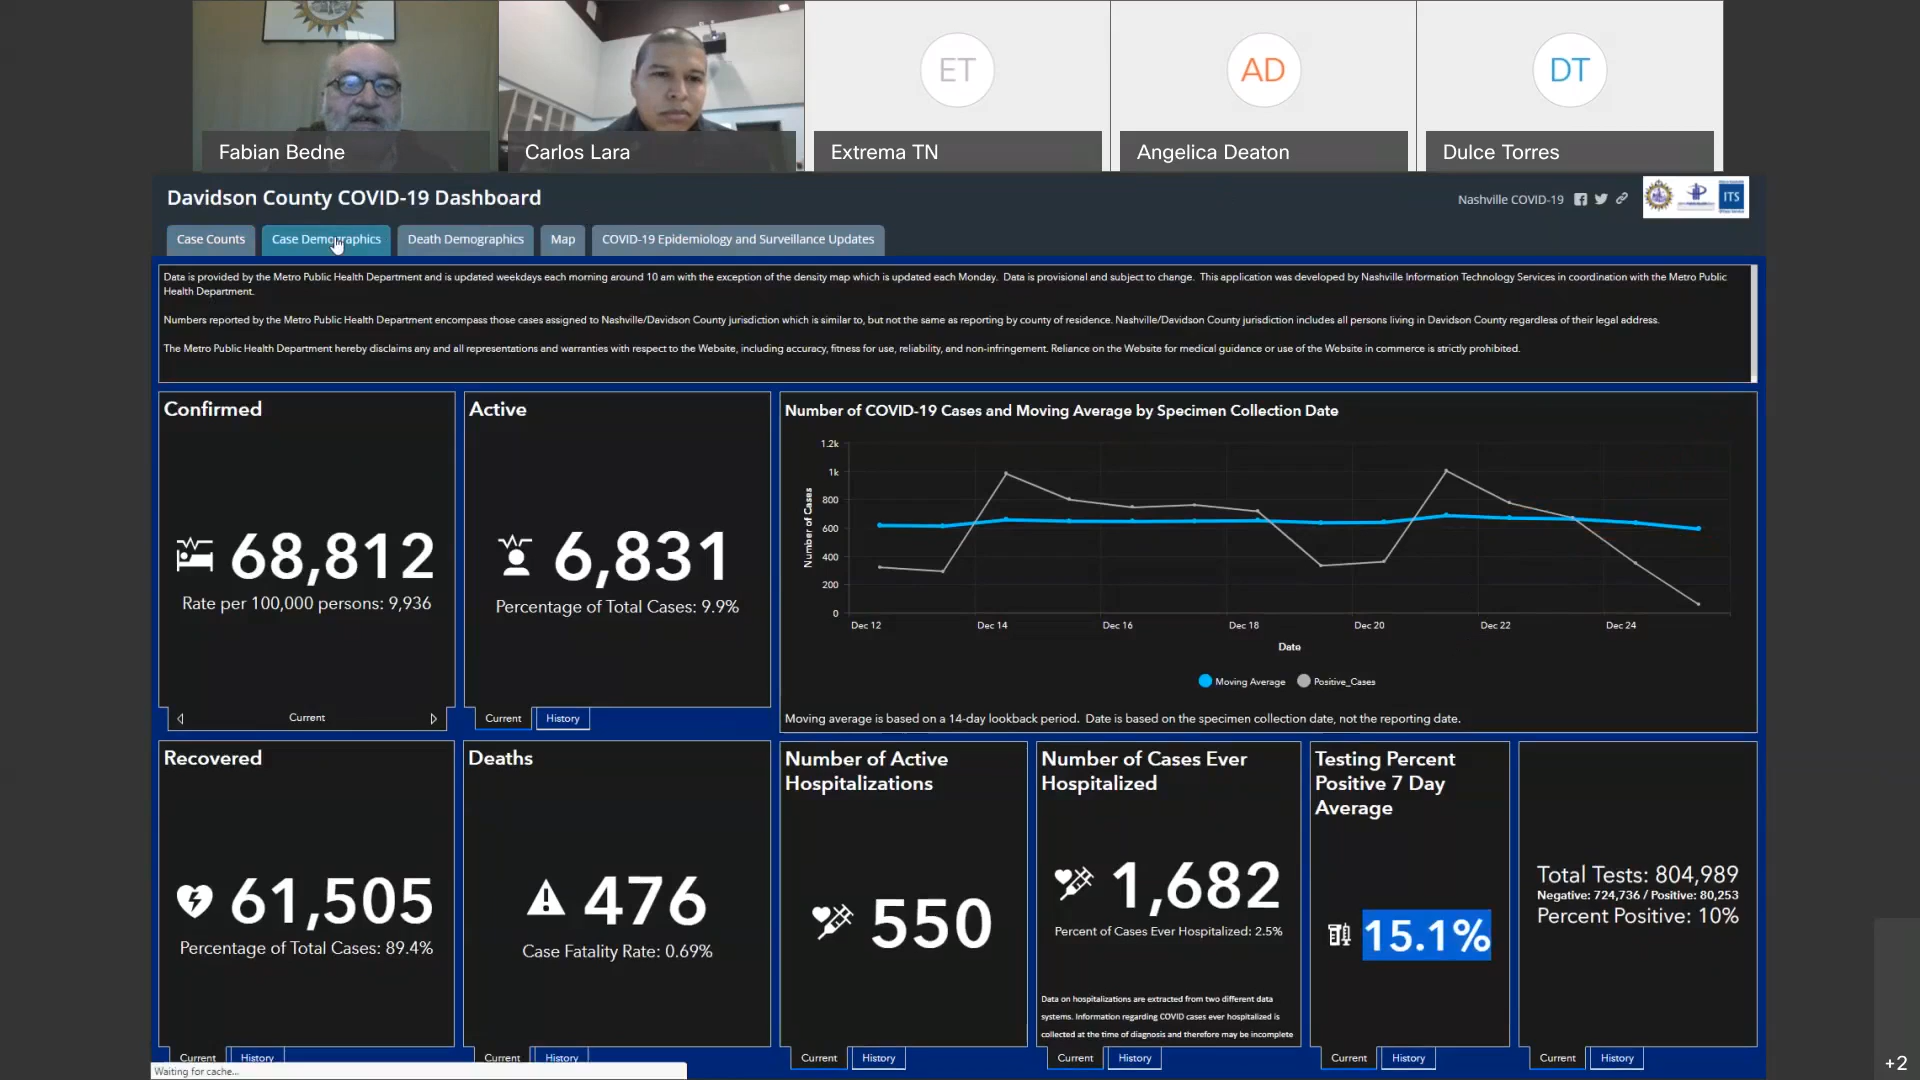 ET
AD
DT
Fabian Bedne
Carlos Lara
Extrema TN
Angelica Deaton
Dulce Torres
Davidson County COVID-19 Dashboard
Nashville COVID-19
ITS
Case Counts
Case Demographics
Death Demographics
Map
COVID-19 Epidemiology and Surveillance Updates
Data is provided by the Metro Public Health Department and is updated weekdays each morning around 10 am with the exception of the density map which is updated each Monday. Data is provisional and subject to change. This application was developed by Nashville Information Technology Services in coordination with the Metro Public
Health Department.
Numbers reported by the Metro Public Health Department encompass those cases assigned to Nashville/Davidson County jurisdiction which is similar to, but not the same as reporting by county of residence. Nashville/Davidson County jurisdiction includes all persons living in Davidson County regardless of their legal address.
The Metro Public Health Department hereby disclaims any and all representations and warranties with respect to the Website, including accuracy, fitness for use, reliability, and non-infringement. Reliance on the Website for medical guidance or use of the Website in commerce is strictly prohibited.
Confirmed
68,812
Rate per 100,000 persons: 9,936
Current
Active
6,831
Percentage of Total Cases: 9.9%
Current
History
Number of COVID-19 Cases and Moving Average by Specimen Collection Date
Number of Cases
1.2k
1k
800
600
400
200
0
Dec 12
Dec 14
Dec 16
Dec 18
Dec 20
Dec 22
Dec 24
Date
Moving Average
Positive_Cases
Moving average is based on a 14-day lookback period. Date is based on the specimen collection date, not the reporting date.
Recovered
61,505
Percentage of Total Cases: 89.4%
Current
History
Deaths
476
Case Fatality Rate: 0.69%
Current
History
Number of Active
Hospitalizations
550
Current
History
Number of Cases Ever
Hospitalized
1,682
Percent of Cases Ever Hospitalized: 2.5%
Data on hospitalizations are extracted from two different data
systems. Information regarding COVID cases ever hospitalized is
collected at the time of diagnosis and therefore may be incomplete
Current
History
Testing Percent
Positive 7 Day
Average
15.1%
Current
History
Total Tests: 804,989
Negative: 724,736 / Positive: 80,253
Percent Positive: 10%
Current
History
Waiting for cache...
+2